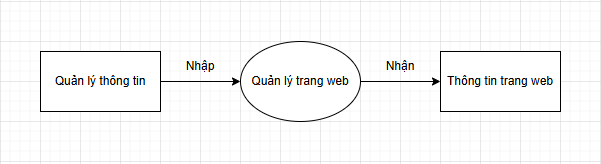 Nhập
Nhận
Quản lý thông tin
Quản lý trang web
Thông tin trang web